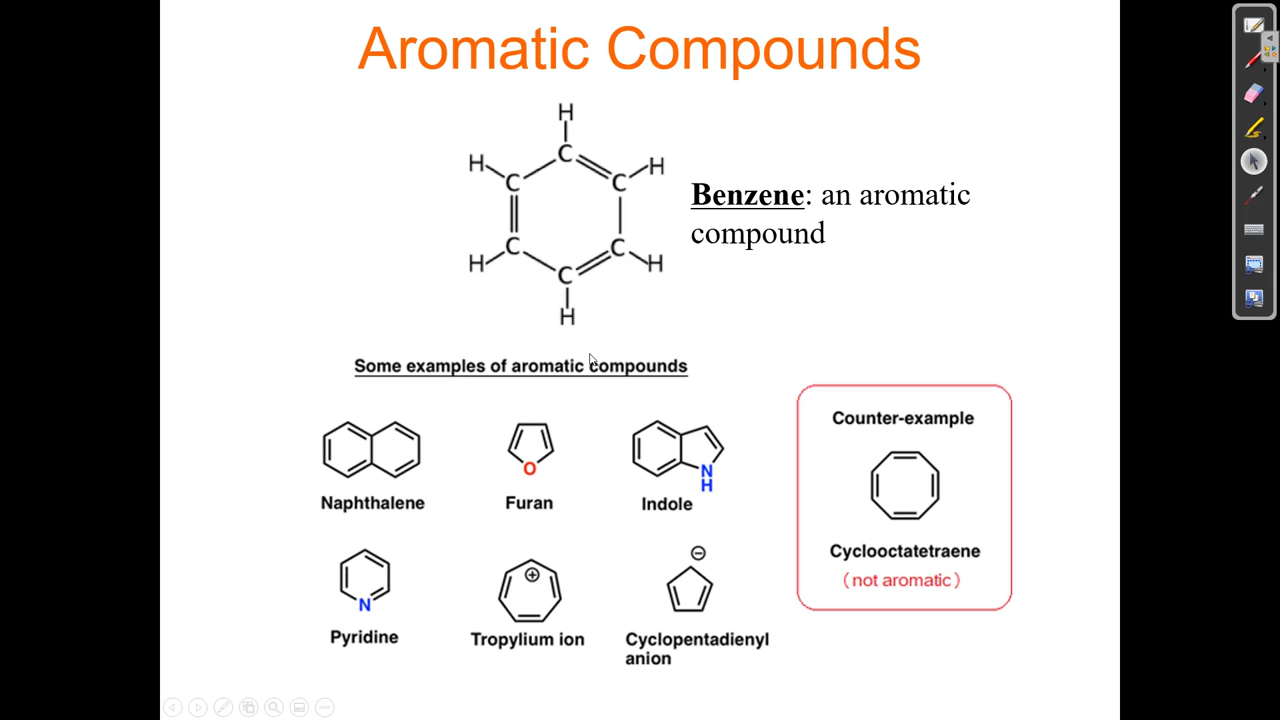 Aromatic Compounds
H
H C H
C C
C C
H C H
H
Benzene: an aromatic
compound
Some examples of aromatic compounds
Counter-example
O
N
H
Naphthalene
Furan
Indole
Cyclooctatetraene
(not aromatic)
N
+
−
Pyridine
Tropylium ion
Cyclopentadienyl
anion